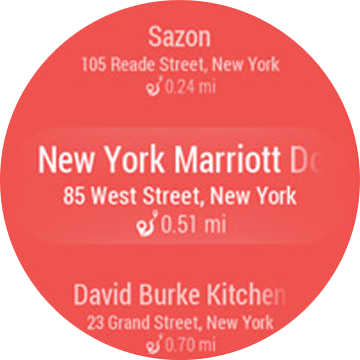 Sazon
105 Reade Street, New York
0.24 mi
New York Marriott Do
85 West Street, New York
0.51 mi
David Burke Kitchen
23 Grand Street, New York
0.70 mi